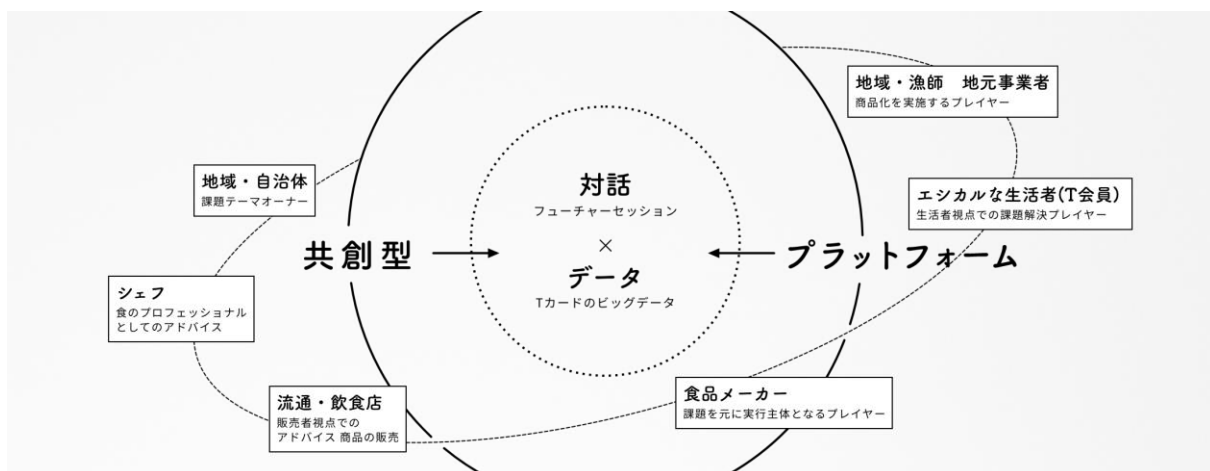 地域・漁師　地元事業者
商品化を実施するプレイヤー
地域・自治体
課題テーマオーナー
対話
フューチャーセッション
×
データ
Tカードのビッグデータ
エシカルな生活者(T会員)
生活者視点での課題解決プレイヤー
共創型
プラットフォーム
シェフ
食のプロフェッショナル
としてのアドバイス
流通・飲食店
販売者視点での
アドバイス 商品の販売
食品メーカー
課題を元に実行主体となるプレイヤー